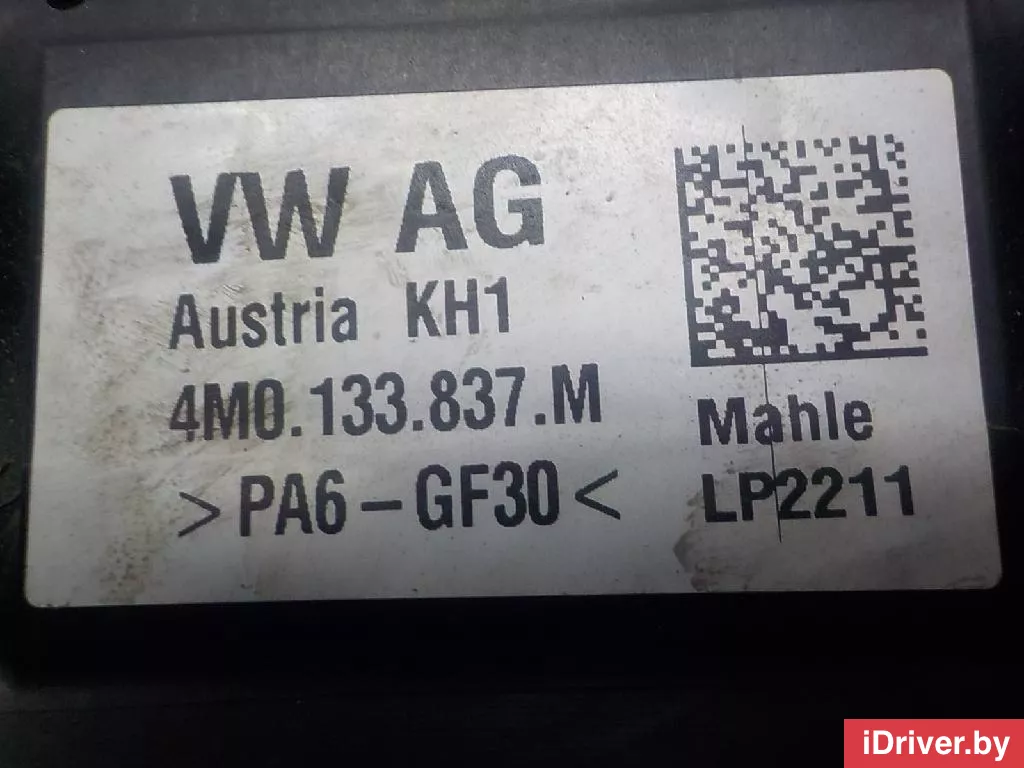 VW AG
Austria KH1
4M0.133.837.M
>PA6-GF30<
Mahle
LP2211
iDriver.by